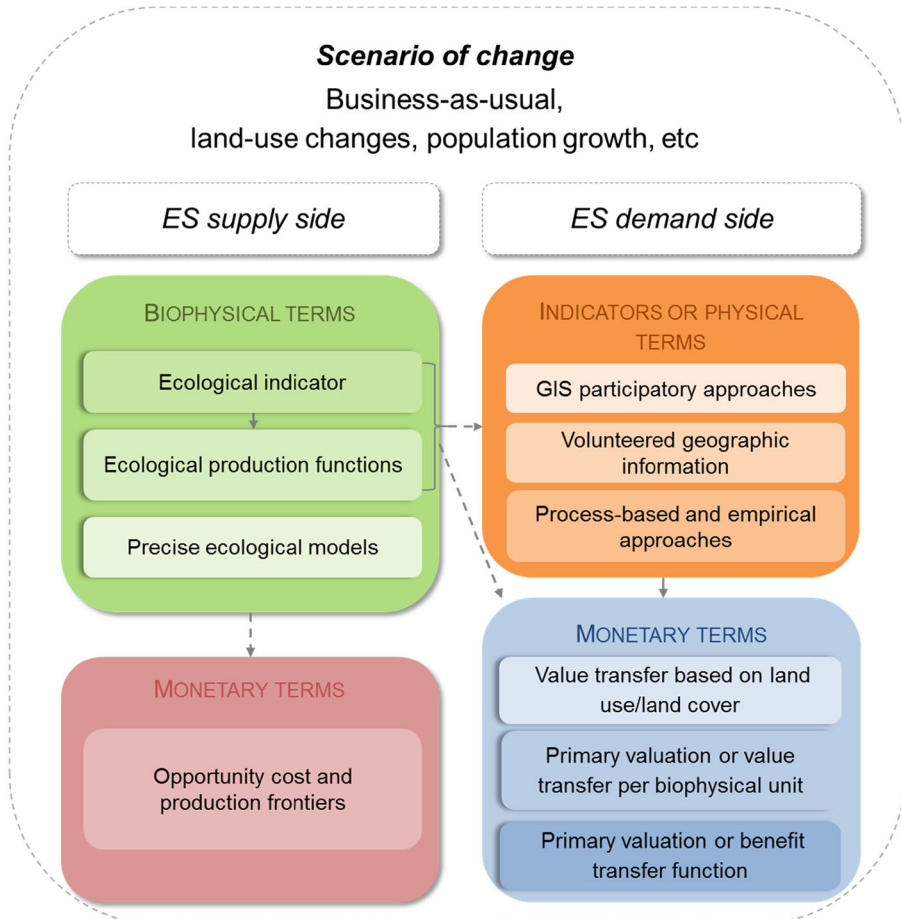 Scenario of change
Business-as-usual,
land-use changes, population growth, etc
ES supply side
ES demand side
BIOPHYSICAL TERMS
Ecological indicator
Ecological production functions
Precise ecological models
INDICATORS OR PHYSICAL
TERMS
GIS participatory approaches
Volunteered geographic
information
Process-based and empirical
approaches
MONETARY TERMS
Opportunity cost and
production frontiers
MONETARY TERMS
Value transfer based on land
use/land cover
Primary valuation or value
transfer per biophysical unit
Primary valuation or benefit
transfer function